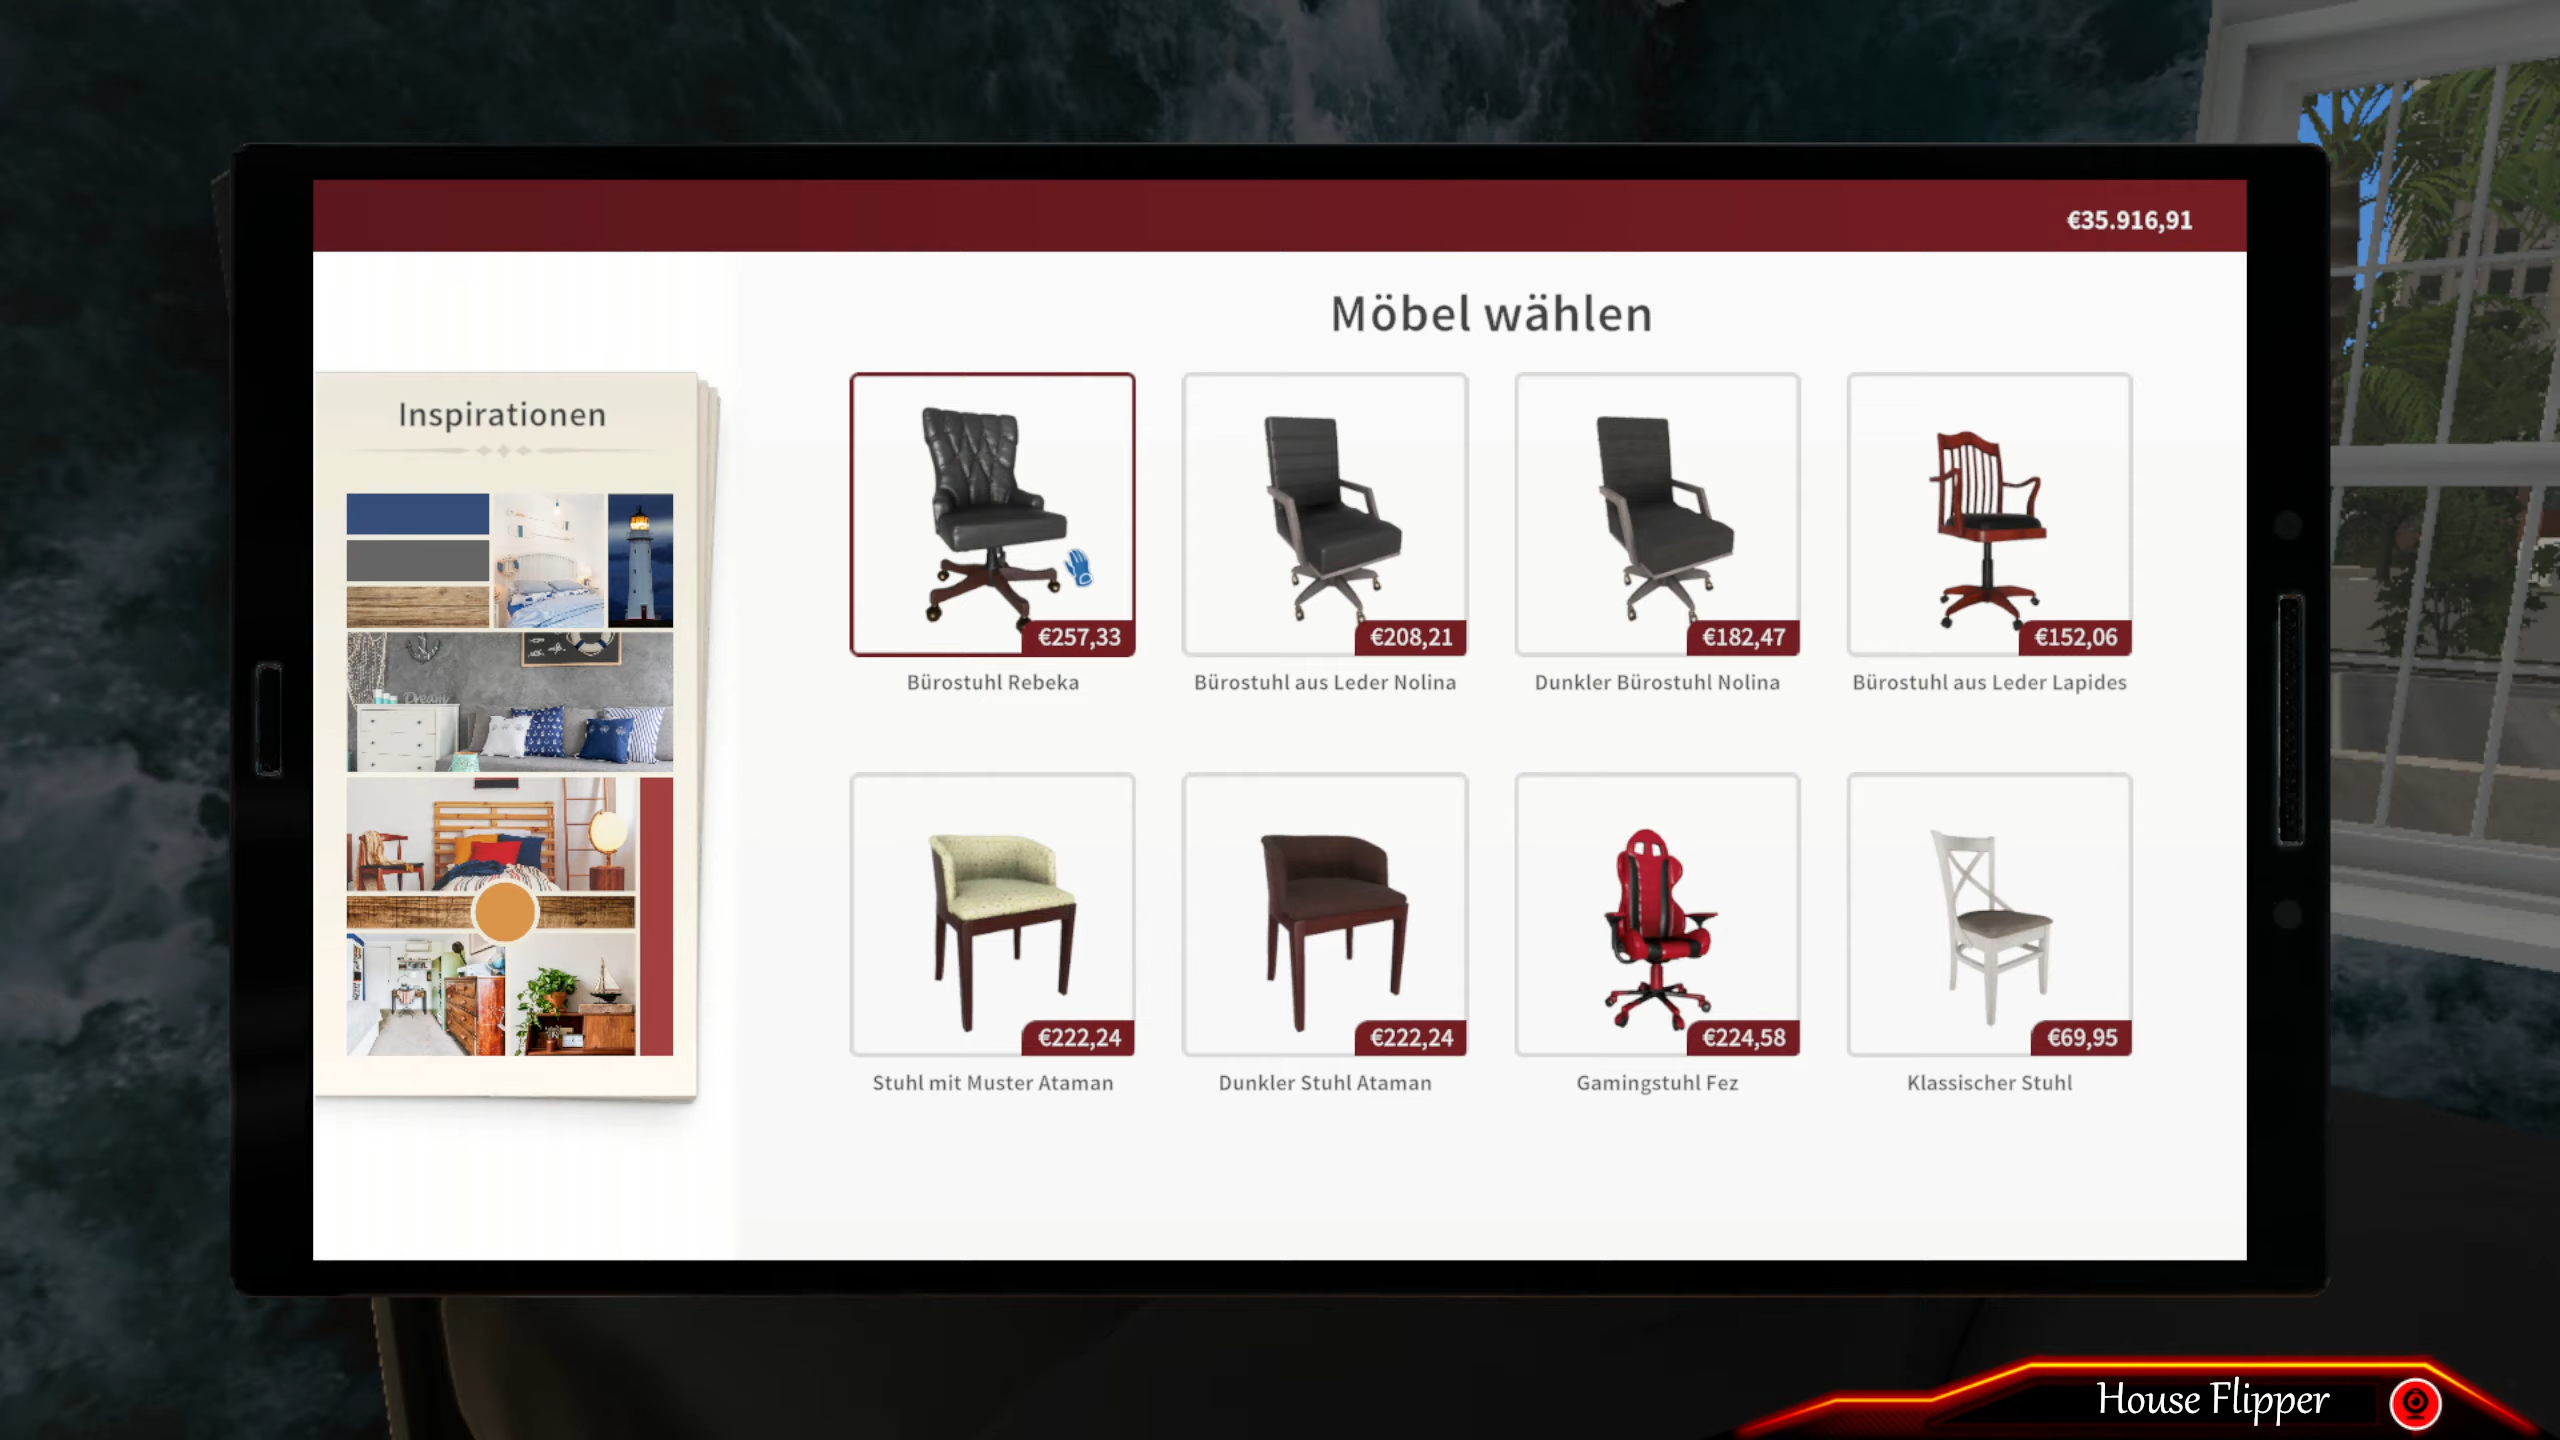 €35.916,91
Möbel wählen
Inspirationen
Dream
€257,33
€208,21
€182,47
€152,06
Bürostuhl Rebeka
Bürostuhl aus Leder Nolina
Dunkler Bürostuhl Nolina
Bürostuhl aus Leder Lapides
€222,24
€222,24
€224,58
€69,95
Stuhl mit Muster Ataman
Dunkler Stuhl Ataman
Gamingstuhl Fez
Klassischer Stuhl
House Flipper